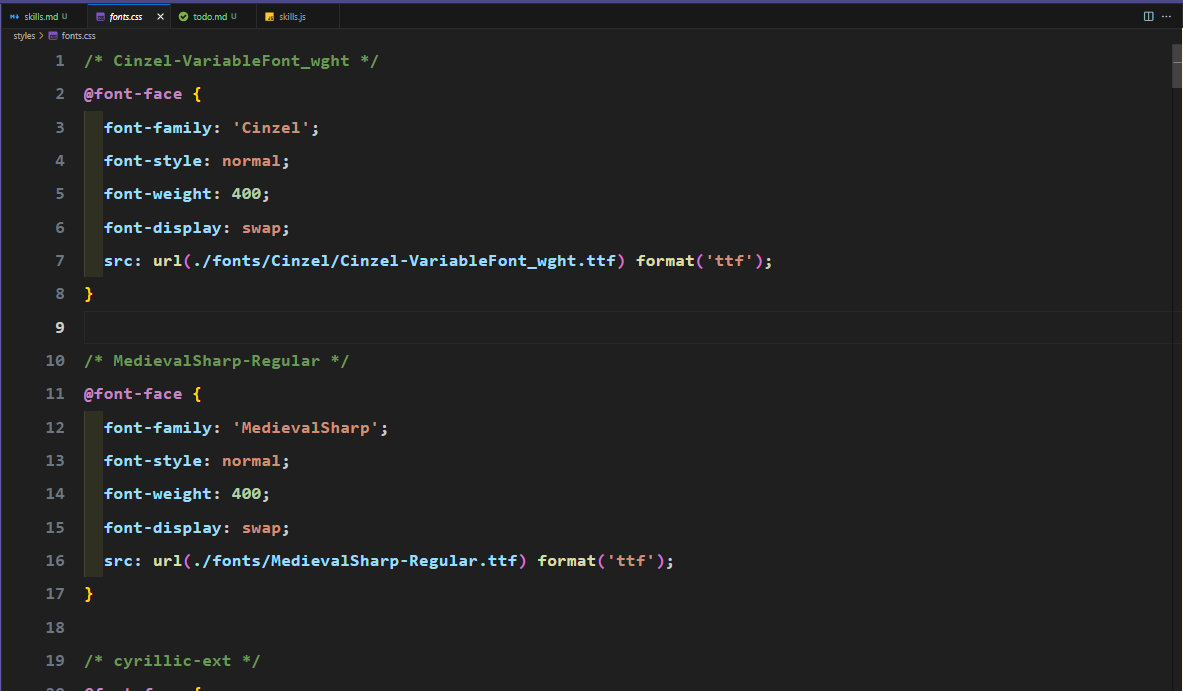 skills.md U fonts.css todo.md U skills.js
styles > fonts.css
1 /* Cinzel-VariableFont_wght */
2 @font-face {
3 font-family: 'Cinzel';
4 font-style: normal;
5 font-weight: 400;
6 font-display: swap;
7 src: url(./fonts/Cinzel/Cinzel-VariableFont_wght.ttf) format('ttf');
8 }
9
10 /* MedievalSharp-Regular */
11 @font-face {
12 font-family: 'MedievalSharp';
13 font-style: normal;
14 font-weight: 400;
15 font-display: swap;
16 src: url(./fonts/MedievalSharp-Regular.ttf) format('ttf');
17 }
18
19 /* cyrillic-ext */